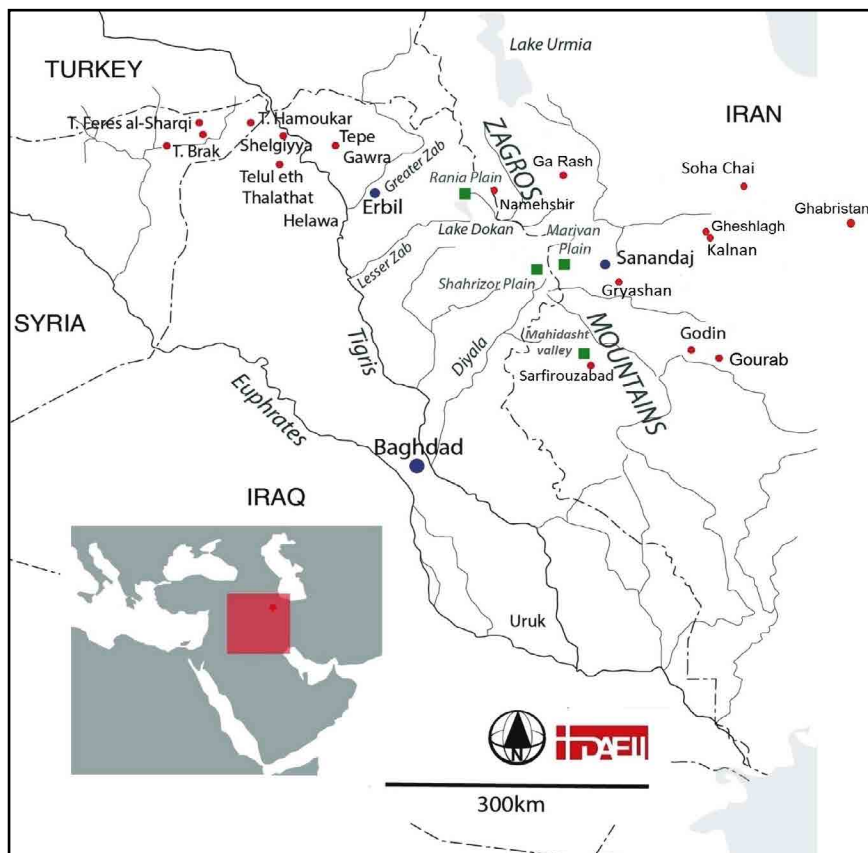 Lake Urmia
TURKEY
IRAN
T. Feres al-Sharqi
T. Hamoukar
ZAGROS
T. Brak
Shelgiyya
Tepe
Gawra
Ga Rash
Soha Chai
Telul eth
Thalathat
Greater Zab
Rania Plain
Erbil
Namehshir
Ghabristan
Helawa
Lake Dokan
Marivan
Plain
Gheshlagh
Kalnan
Lesser Zab
Shahrizor Plain
Sanandaj
Gryashan
SYRIA
Tigris
Diyala
Mahidasht
valley
MOUNTAINS
Godin
Gourab
Sarfirouzabad
Euphrates
Baghdad
IRAQ
Uruk
N
300km